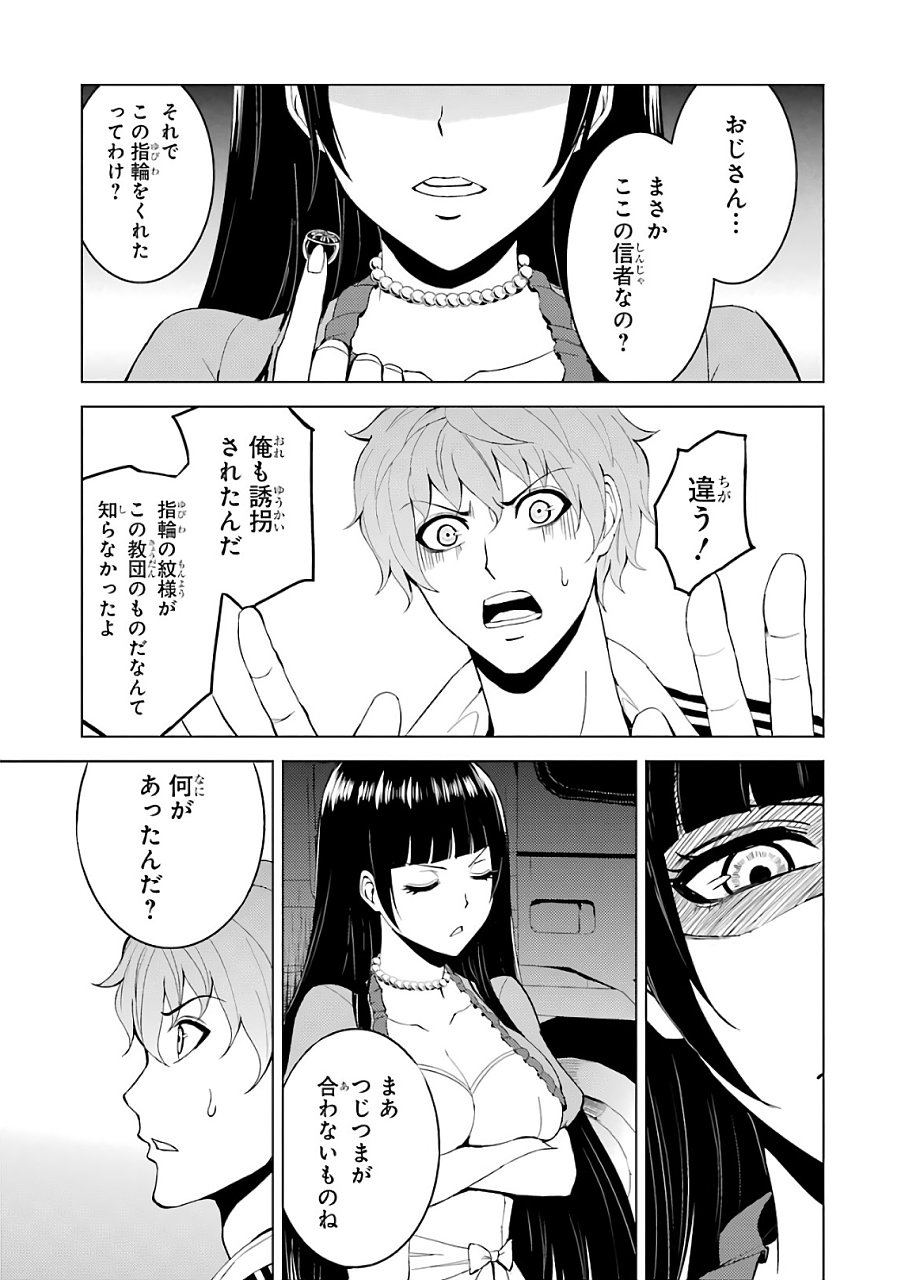 おじさん…
まさか
ここの信者なの？
それで
この指輪をくれた
ってわけ？
違う！
俺も誘拐
されたんだ
指輪の紋様が
この教団のものだなんて
知らなかったよ
まあ
つじつまが
合わないものね
何が
あったんだ？